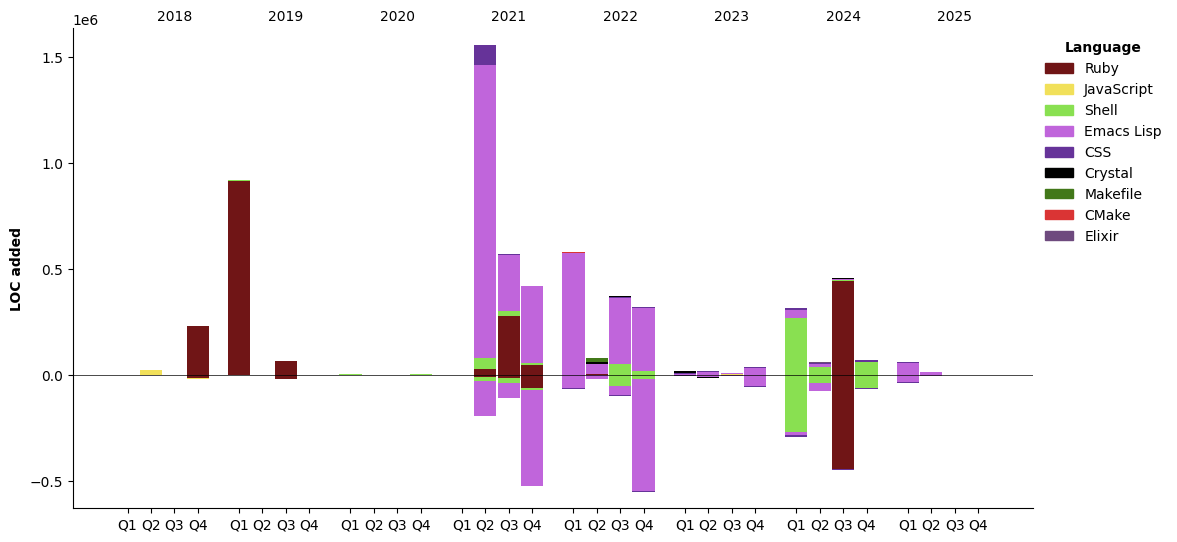 2018 2019 2020 2021 2022 2023 2024 2025
1e6
1.5
1.0
0.5
0.0
−0.5
LOC added
Q1 Q2 Q3 Q4 Q1 Q2 Q3 Q4 Q1 Q2 Q3 Q4 Q1 Q2 Q3 Q4 Q1 Q2 Q3 Q4 Q1 Q2 Q3 Q4 Q1 Q2 Q3 Q4 Q1 Q2 Q3 Q4
Language
Ruby
JavaScript
Shell
Emacs Lisp
CSS
Crystal
Makefile
CMake
Elixir